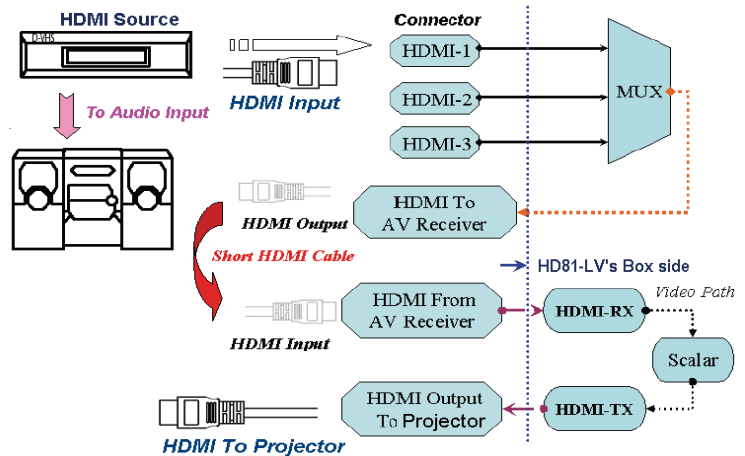 HDMI Source
Connector
D-VHS
HDMI-1
HDMI Input
To Audio Input
HDMI-2
MUX
HDMI-3
HDMI To
AV Receiver
HDMI Output
Short HDMI Cable
HD81-LV's Box side
Video Path
HDMI From
AV Receiver
HDMI-RX
HDMI Input
Scalar
HDMI Output
To Projector
HDMI-TX
HDMI To Projector